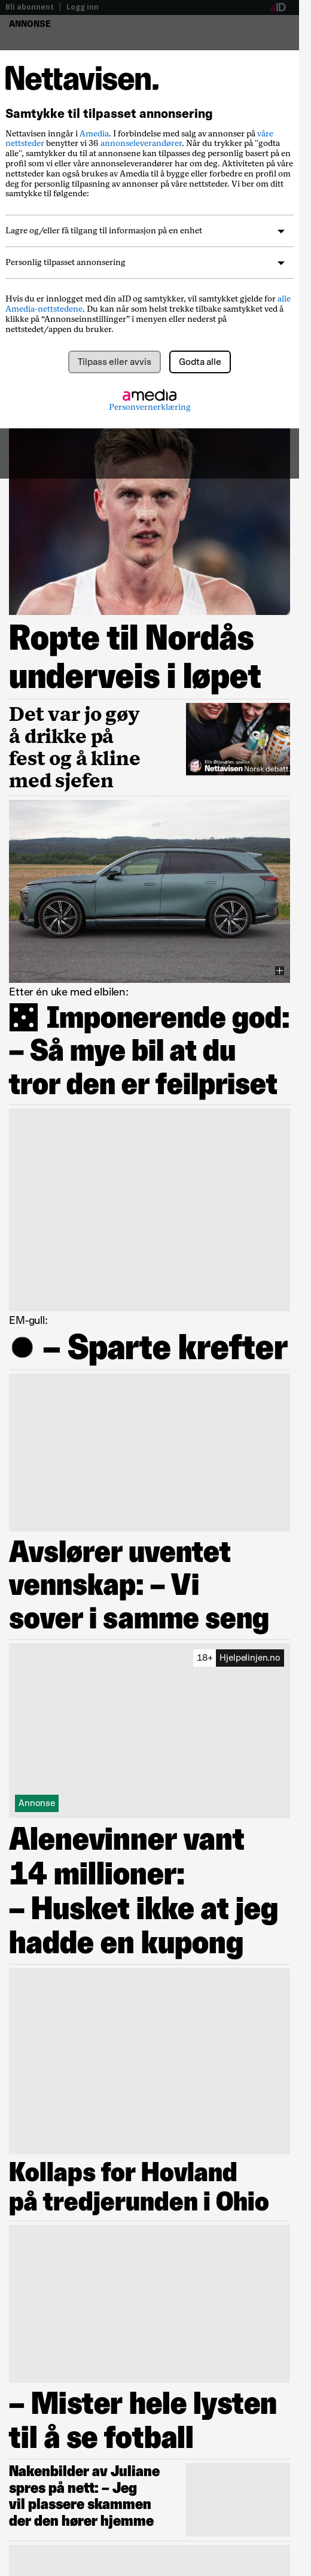 Bli abonnent | Logg inn
aID
ANNONSE
Nettavisen.
Samtykke til tilpasset annonsering
Nettavisen inngår i Amedia. I forbindelse med salg av annonser på våre
nettsteder benytter vi 36 annonseleverandører. Når du trykker på "godta
alle", samtykker du til at annonsene kan tilpasses deg personlig basert på en
profil som vi eller våre annonseleverandører har om deg. Aktiviteten på våre
nettsteder kan også brukes av Amedia til å bygge eller forbedre en profil om
deg for personlig tilpasning av annonser på våre nettsteder. Vi ber om ditt
samtykke til følgende:
Lagre og/eller få tilgang til informasjon på en enhet
Personlig tilpasset annonsering
Hvis du er innlogget med din aID og samtykker, vil samtykket gjelde for alle
Amedia-nettstedene. Du kan når som helst trekke tilbake samtykket ved å
klikke på “Annonseinnstillinger” i menyen eller nederst på
nettstedet/appen du bruker.
Tilpass eller avvis
Godta alle
amedia
Personvernerklæring
Ropte til Nordås
underveis i løpet
Det var jo gøy
å drikke på
fest og å kline
med sjefen
Nettavisen Norsk debatt.
Etter én uke med elbilen:
Imponerende god:
– Så mye bil at du
tror den er feilpriset
EM-gull:
– Sparte krefter
Avslører uventet
vennskap: – Vi
sover i samme seng
18+ Hjelpelinjen.no
Annonse
Alenevinner vant
14 millioner:
– Husket ikke at jeg
hadde en kupong
Kollaps for Hovland
på tredjerunden i Ohio
– Mister hele lysten
til å se fotball
Nakenbilder av Juliane
spres på nett: – Jeg
vil plassere skammen
der den hører hjemme